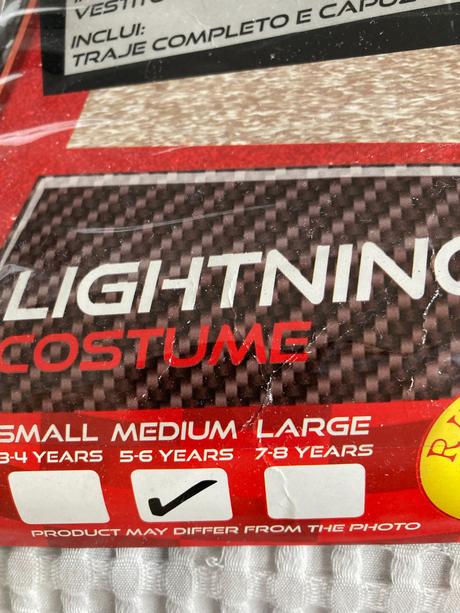 VESTITO
INCLUI:
TRAJE COMPLETO E CAPUZ
LIGHTNING
COSTUME
SMALL MEDIUM LARGE
3-4 YEARS 5-6 YEARS 7-8 YEARS
PRODUCT MAY DIFFER FROM THE PHOTO